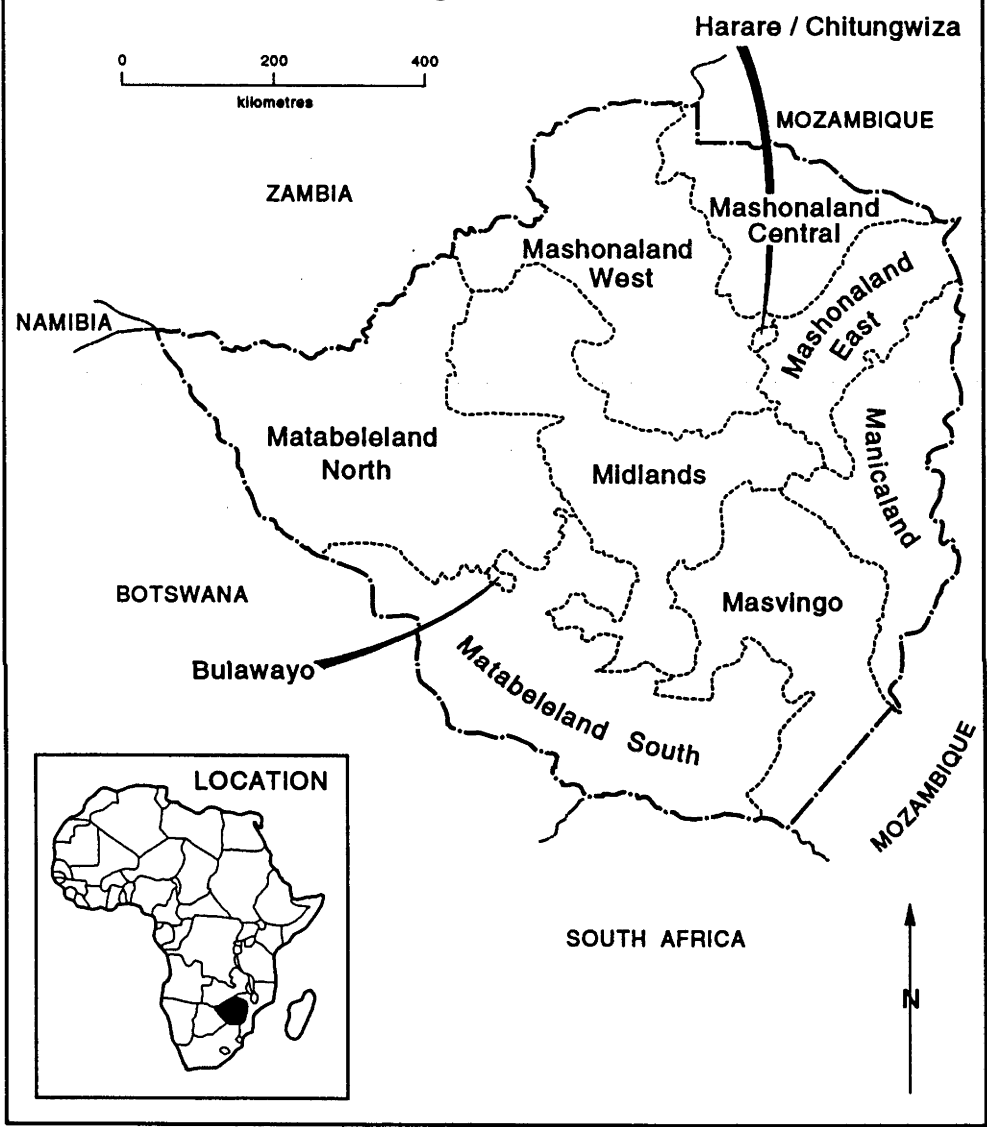 Harare / Chitungwiza
0 200 400
kilometres
MOZAMBIQUE
ZAMBIA
Mashonaland
Central
Mashonaland
West
Mashonaland
East
NAMIBIA
Matabeleland
North
Midlands
Manicaland
BOTSWANA
Masvingo
Bulawayo
Matabeleland South
MOZAMBIQUE
LOCATION
SOUTH AFRICA
N